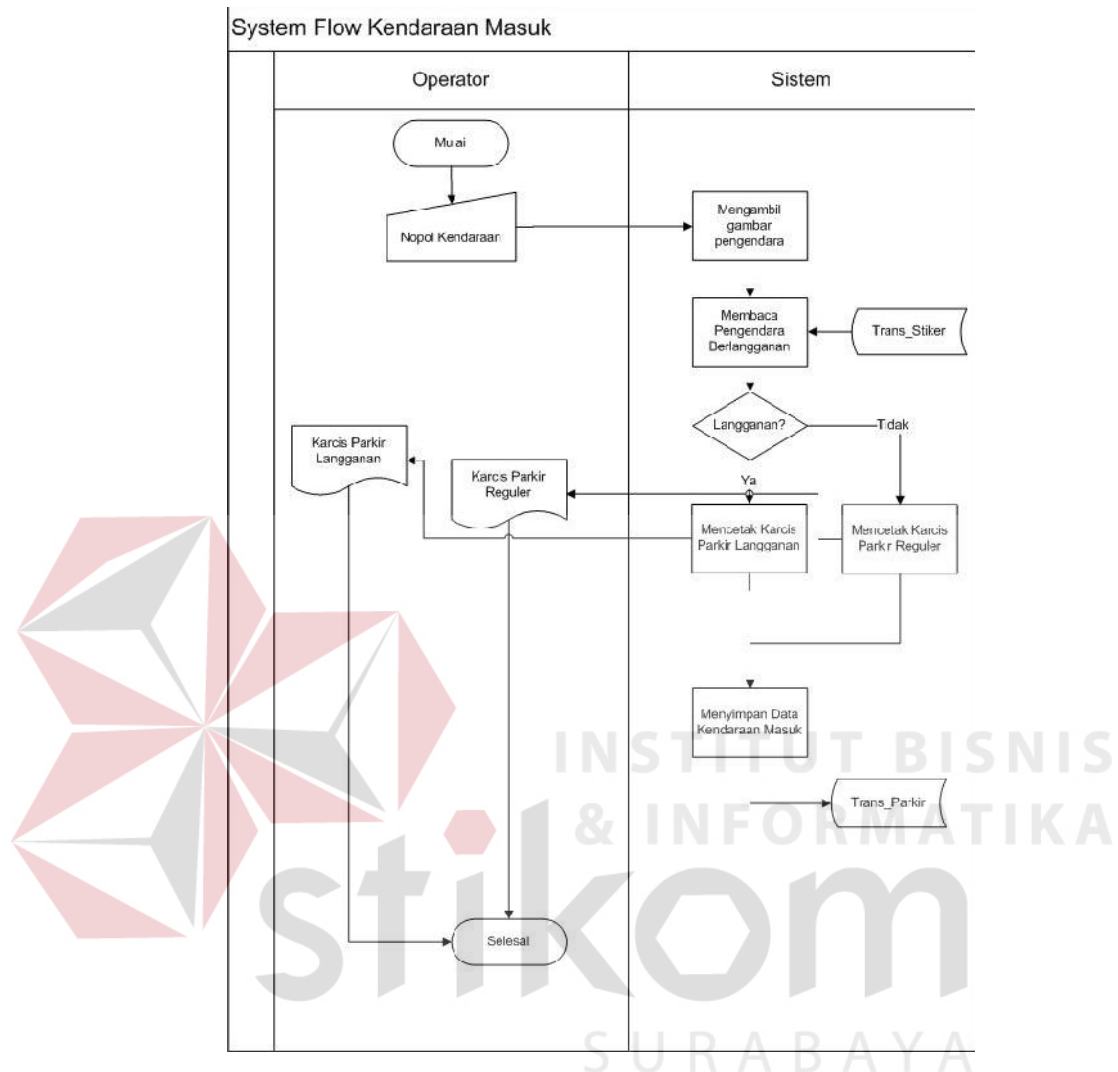 System Flow Kendaraan Masuk
Operator
Sistem
Muai
Nopol Kendaraan
Mengambil
gambar
pengendara
Membaca
Pengendara
Derlangganan
Trans_Stiker
Langganan?
Tidak
Karcis Parkir
Langganan
Karcis Parkir
Reguler
Ya
Mencetak Karcis
Parkir Langganan
Mencetak Karcis
Parkir Reguler
Menyimpan Data
Kendaraan Masuk
Trans_Parkir
Selesai
INSTITUT BISNIS
& INFORMATIKA
stikom
SURABAYA